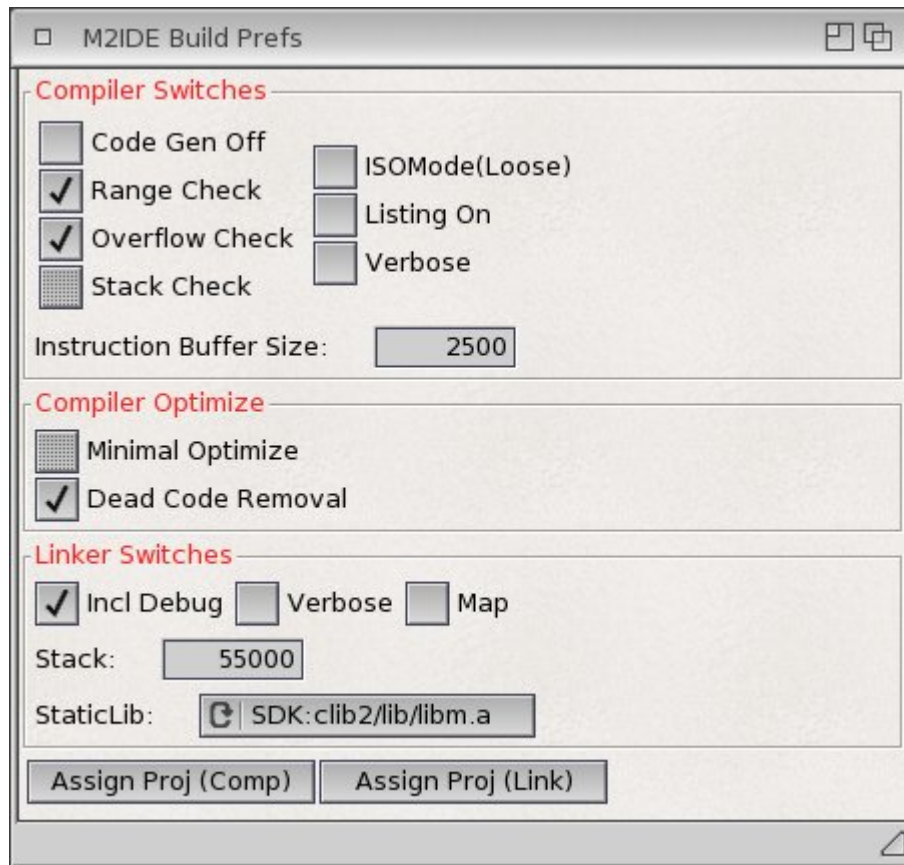 M2IDE Build Prefs
Compiler Switches
Code Gen Off
Range Check
Overflow Check
Stack Check
ISOMode(Loose)
Listing On
Verbose
Instruction Buffer Size: 2500
Compiler Optimize
Minimal Optimize
Dead Code Removal
Linker Switches
Incl Debug Verbose Map
Stack: 55000
StaticLib: SDK:clib2/lib/libm.a
Assign Proj (Comp) Assign Proj (Link)